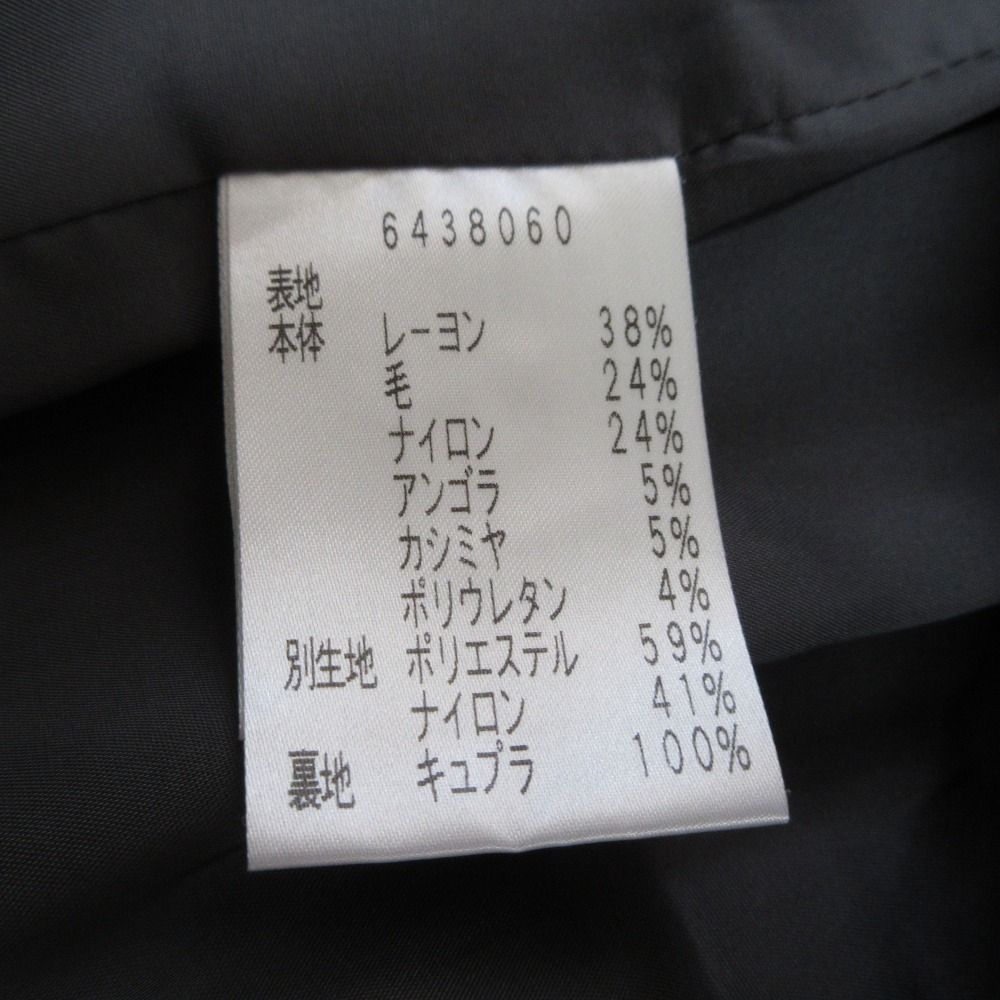 6438060
表地
本体 レーヨン 38%
毛 24%
ナイロン 24%
アンゴラ 5%
カシミヤ 5%
ポリウレタン 4%
別生地 ポリエステル 59%
ナイロン 41%
裏地 キュプラ 100%